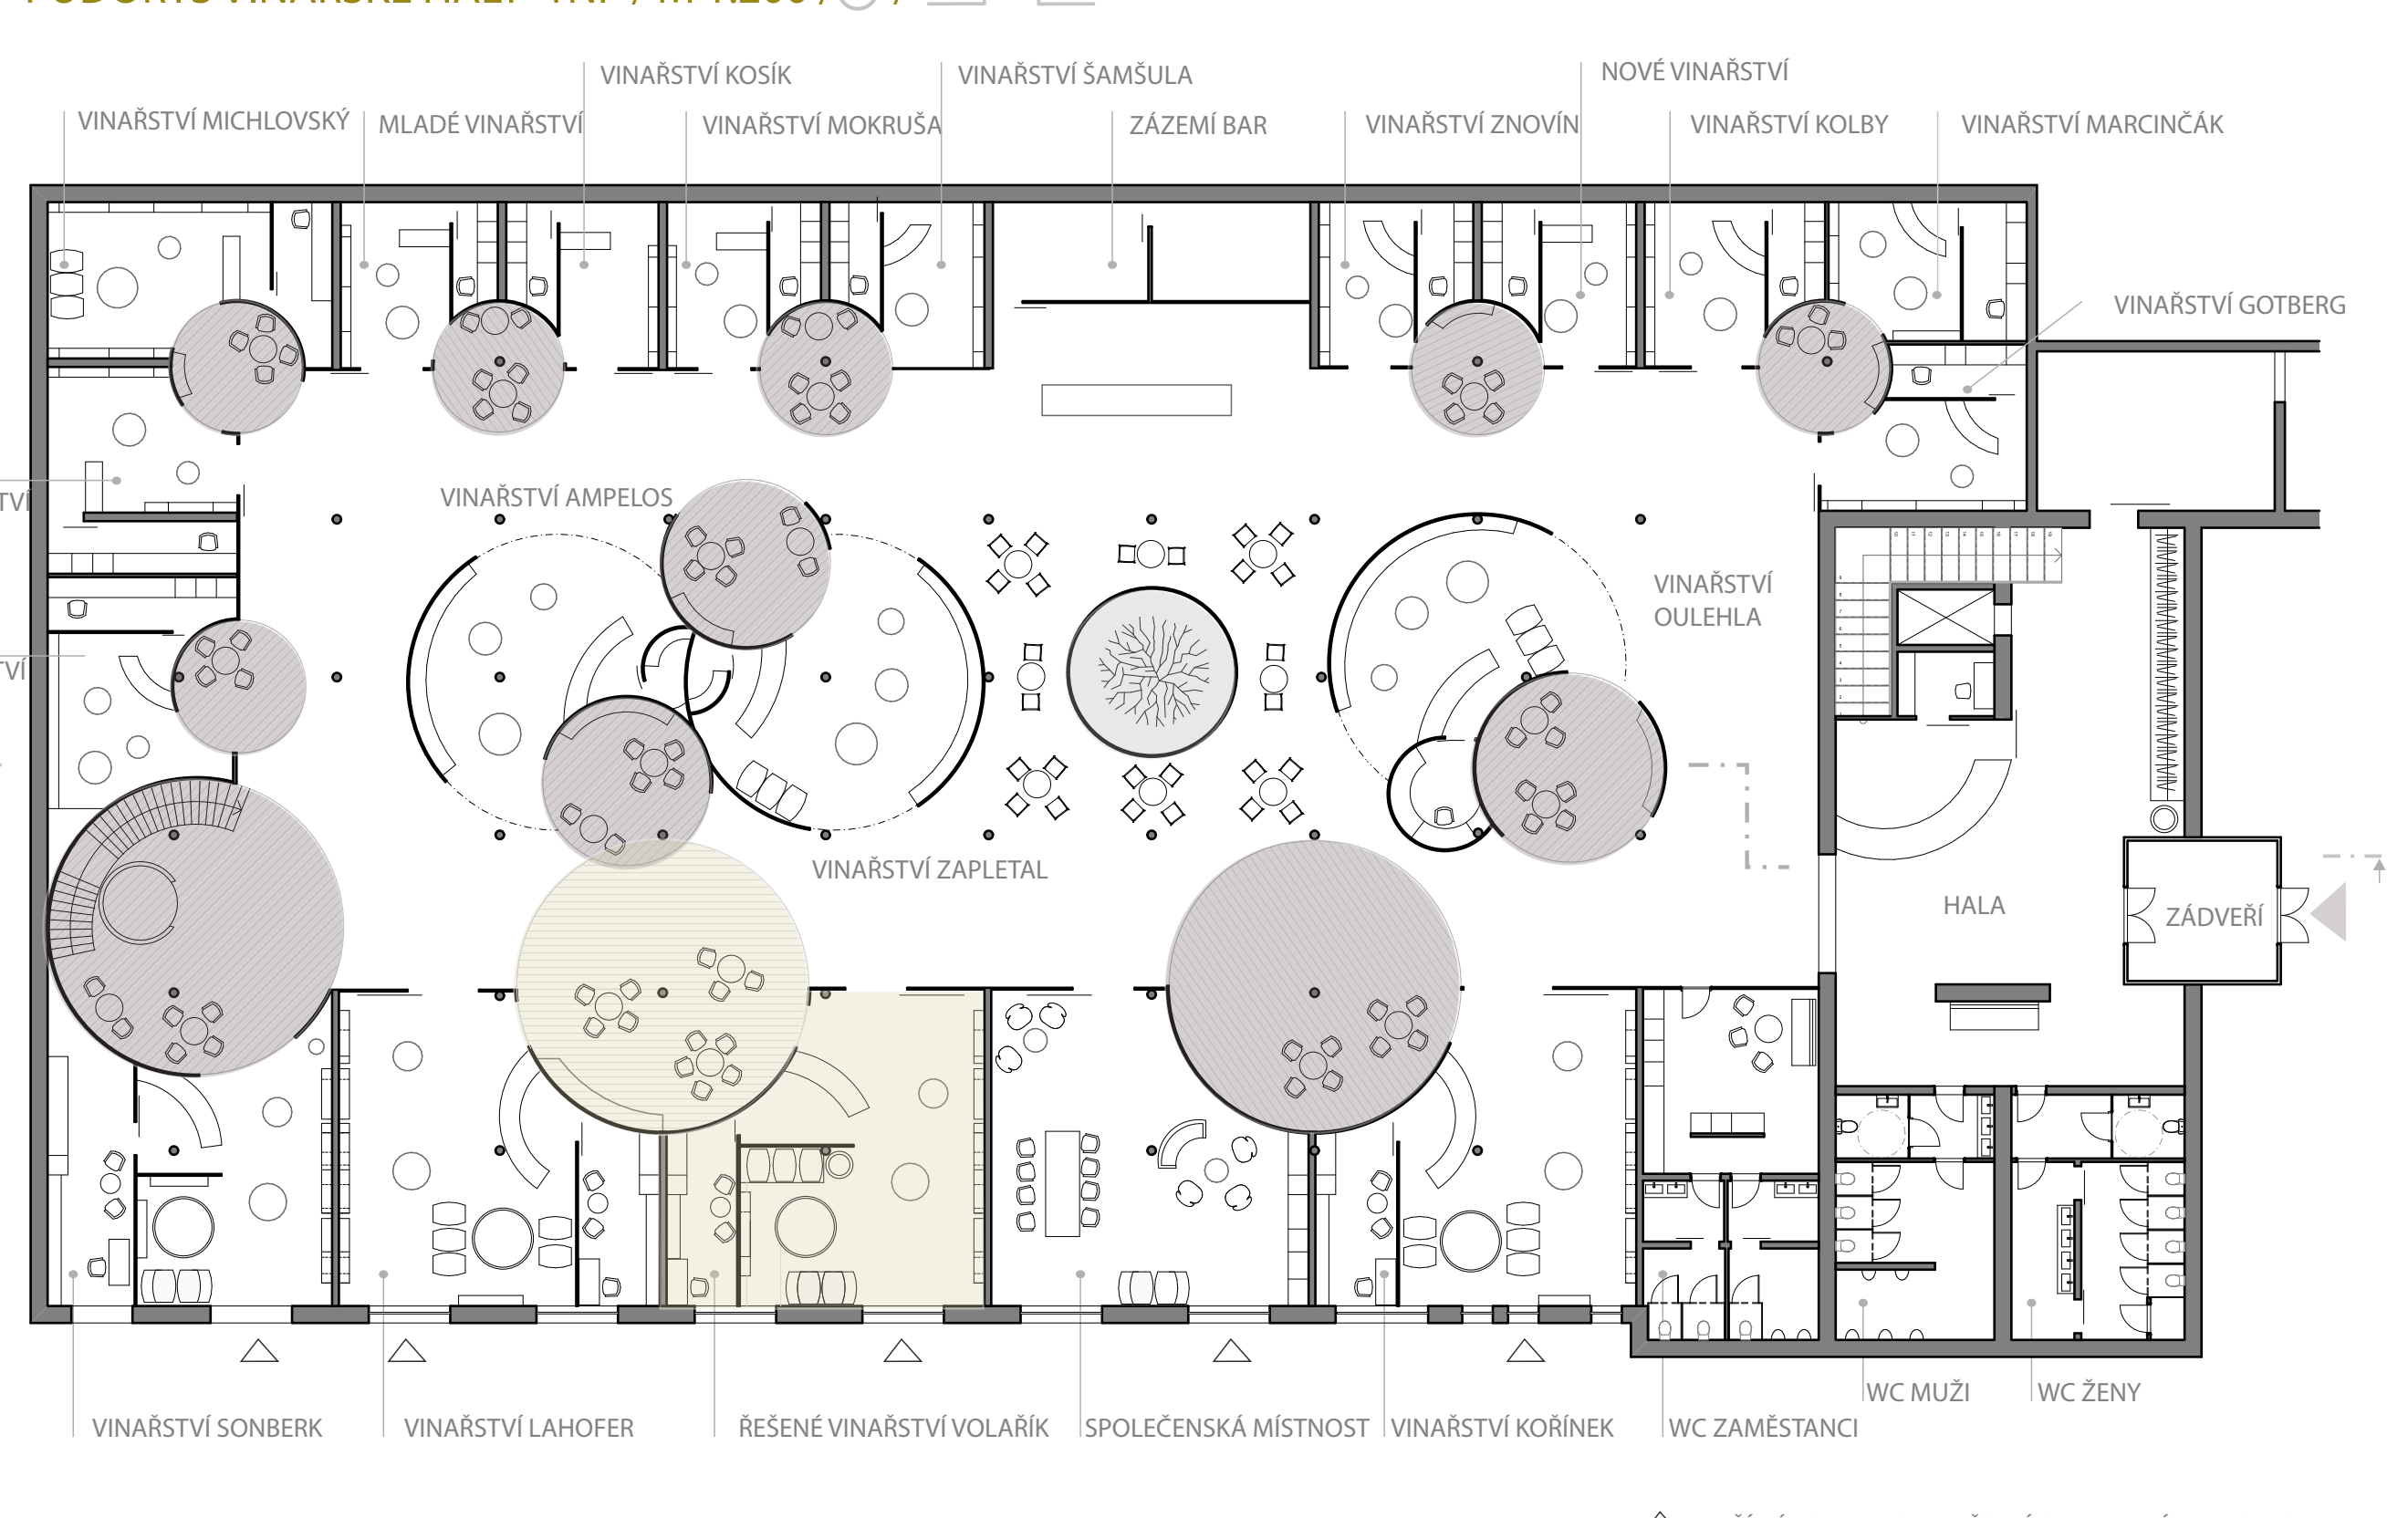 VINAŘSTVÍ KOSÍK
VINAŘSTVÍ ŠAMŠULA
NOVÉ VINAŘSTVÍ
VINAŘSTVÍ MICHLOVSKÝ
MLADÉ VINAŘSTVÍ
VINAŘSTVÍ MOKRUŠA
ZÁZEMÍ BAR
VINAŘSTVÍ ZNOVÍN
VINAŘSTVÍ KOLBY
VINAŘSTVÍ MARCINČÁK
VINAŘSTVÍ GOTBERG
VINAŘSTVÍ AMPELOS
TVÍ
VINAŘSTVÍ
OULEHLA
TVÍ
VINAŘSTVÍ ZAPLETAL
HALA
ZÁDVEŘÍ
WC MUŽI
WC ŽENY
VINAŘSTVÍ SONBERK
VINAŘSTVÍ LAHOFER
ŘEŠENÉ VINAŘSTVÍ VOLAŘÍK
SPOLEČENSKÁ MÍSTNOST
VINAŘSTVÍ KOŘÍNEK
WC ZAMĚSTANCI